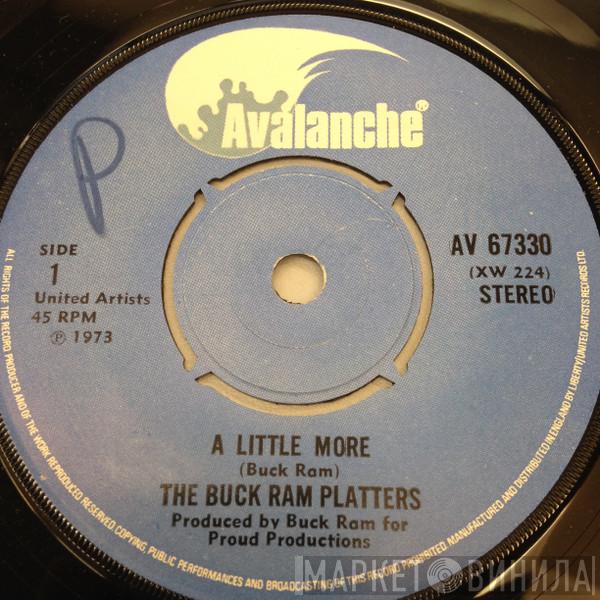 Avalanche®
P
SIDE
1
United Artists
45 RPM
℗ 1973
AV 67330
(XW 224)
STEREO
A LITTLE MORE
(Buck Ram)
THE BUCK RAM PLATTERS
Produced by Buck Ram for
Proud Productions
ALL RIGHTS OF THE RECORD PRODUCER AND OF THE WORK REPRODUCED RESERVED. COPYING, PUBLIC PERFORMANCES AND BROADCASTING OF THIS RECORD PROHIBITED. MANUFACTURED AND DISTRIBUTED IN ENGLAND BY LIBERTY/UNITED ARTISTS RECORDS LTD.
МАРКЕТ ВИНИЛА